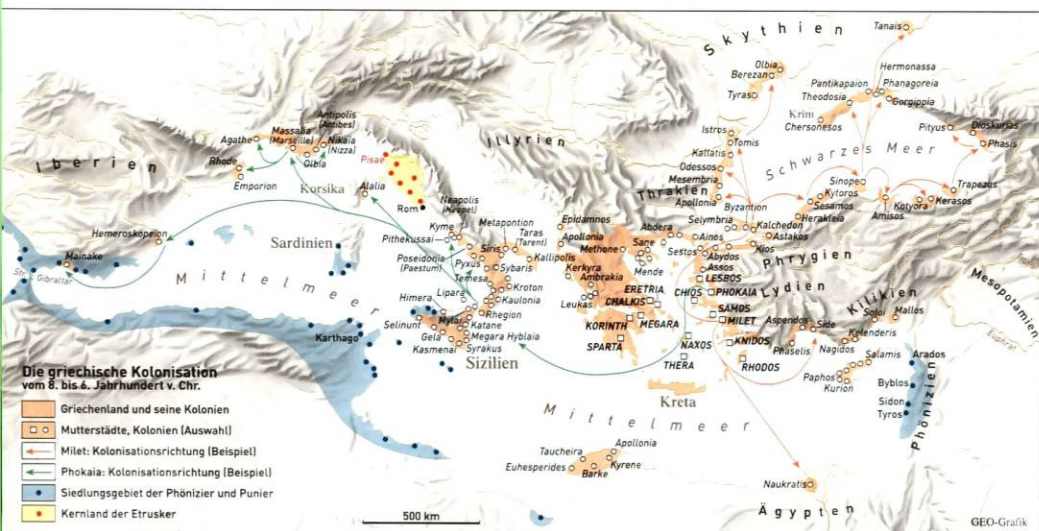 Skythien
Tanais
Olbia
Berezan
Tyras
Hermonassa
Pantikapaion
Phanagoreia
Theodosia
Gorgippia
Krim
Chersonesos
Pityus
Dioskurias
Phasis
Istros
Tomis
Kallatis
Odessos
Mesembria
Apollonia
Thrakien
Byzantion
Schwarzes Meer
Sinope
Kytoros
Sesamos
Herakleia
Amisos
Kotyora
Kerasos
Trapezus
Selymbria
Kalchedon
Astakos
Kios
Antipolis
(Antibes)
Massalia
(Marseille)
Agathe
Nikaia
(Nizza)
Olbia
Iberien
Rhode
Emporion
Korsika
Alalia
Pisae
Rom
Illyrien
Neapolis
(Neapel)
Kyme
Pithekussai
Metapontion
Taras
(Tarent)
Siris
Poseidonia
(Paestum)
Pyxus
Sybaris
Temesa
Kroton
Kaulonia
Kallipolis
Lipara
Rhegion
Himera
Mylai
Selinunt
Katane
Gela
Megara Hyblaia
Kasmenai
Syrakus
Sizilien
Hemeroskopeion
Mainake
Str. v. Gibraltar
Sardinien
Mittelmeer
Karthago
Epidamnos
Apollonia
Abdera
Ainos
Methone
Sane
Mende
Sestos
Abydos
Assos
Kerkyra
Ambrakia
Leukas
LESBOS
ERETRIA
CHIOS
PHOKAIA
CHALKIS
SAMOS
MILET
KORINTH
MEGARA
SPARTA
NAXOS
KNIDOS
THERA
RHODOS
Kreta
Phrygien
Lydien
Kilikien
Mesopotamien
Euphrat
Aspendos
Side
Soloi
Mallos
Kelenderis
Phaselis
Nagidos
Salamis
Paphos
Kurion
Arados
Byblos
Sidon
Tyros
Phönizien
Mittelmeer
Apollonia
Taucheira
Euhesperides
Barke
Kyrene
Naukratis
Ägypten
Die griechische Kolonisation
vom 8. bis 6. Jahrhundert v. Chr.
Griechenland und seine Kolonien
Mutterstädte, Kolonien (Auswahl)
Milet: Kolonisationsrichtung (Beispiel)
Phokaia: Kolonisationsrichtung (Beispiel)
Siedlungsgebiet der Phönizier und Punier
Kernland der Etrusker
500 km
GEO-Grafik